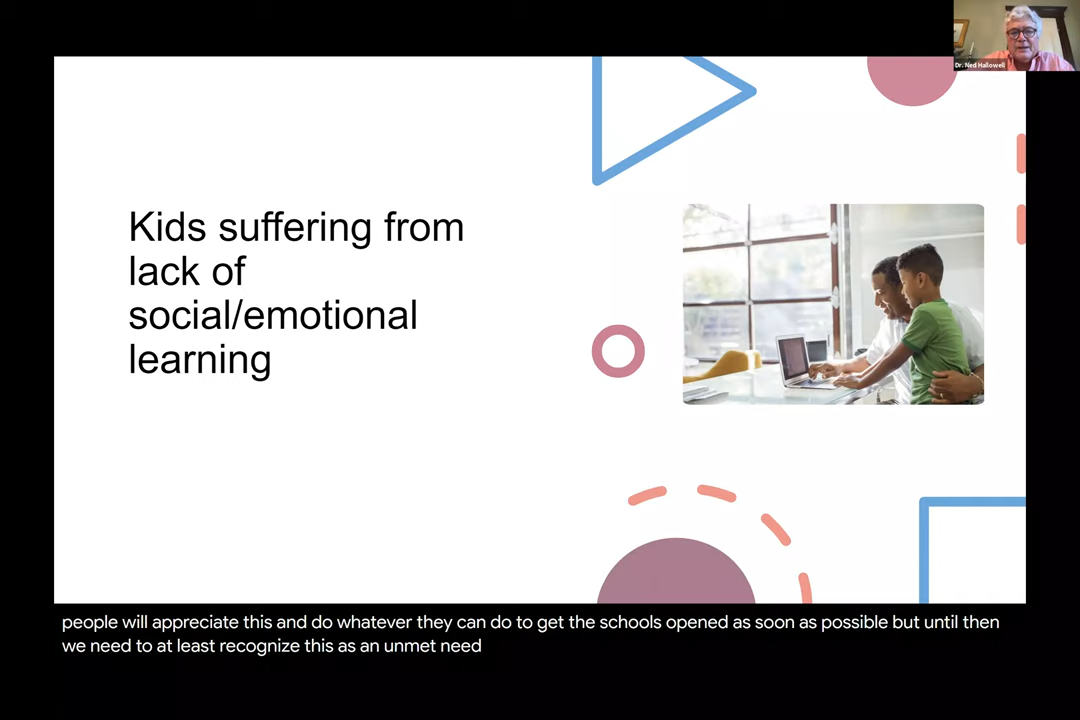 Dr. Ned Hallowell
Kids suffering from
lack of
social/emotional
learning
people will appreciate this and do whatever they can do to get the schools opened as soon as possible but until then
we need to at least recognize this as an unmet need